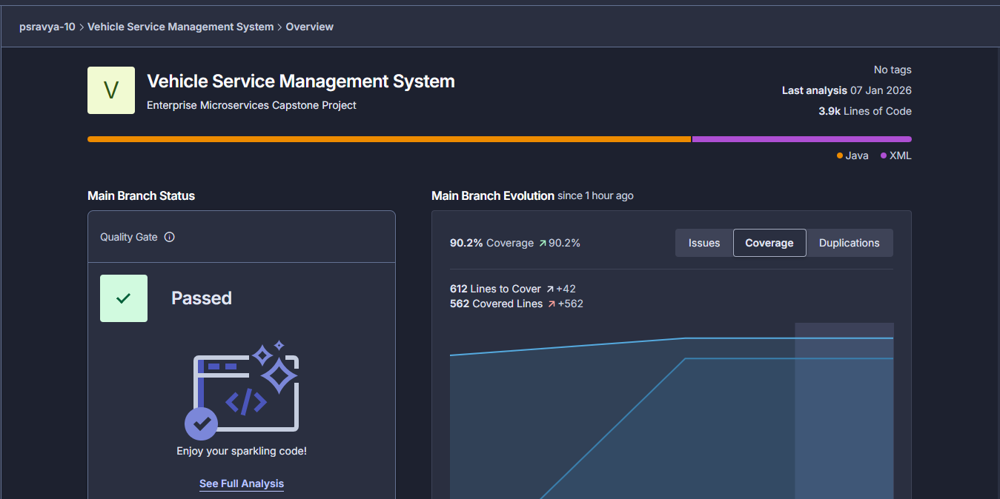 psravya-10 > Vehicle Service Management System > Overview
V
Vehicle Service Management System
Enterprise Microservices Capstone Project
No tags
Last analysis 07 Jan 2026
3.9k Lines of Code
Java XML
Main Branch Status
Quality Gate
Passed
</>
Enjoy your sparkling code!
See Full Analysis
Main Branch Evolution since 1 hour ago
90.2% Coverage 90.2%
Issues Coverage Duplications
612 Lines to Cover +42
562 Covered Lines +562